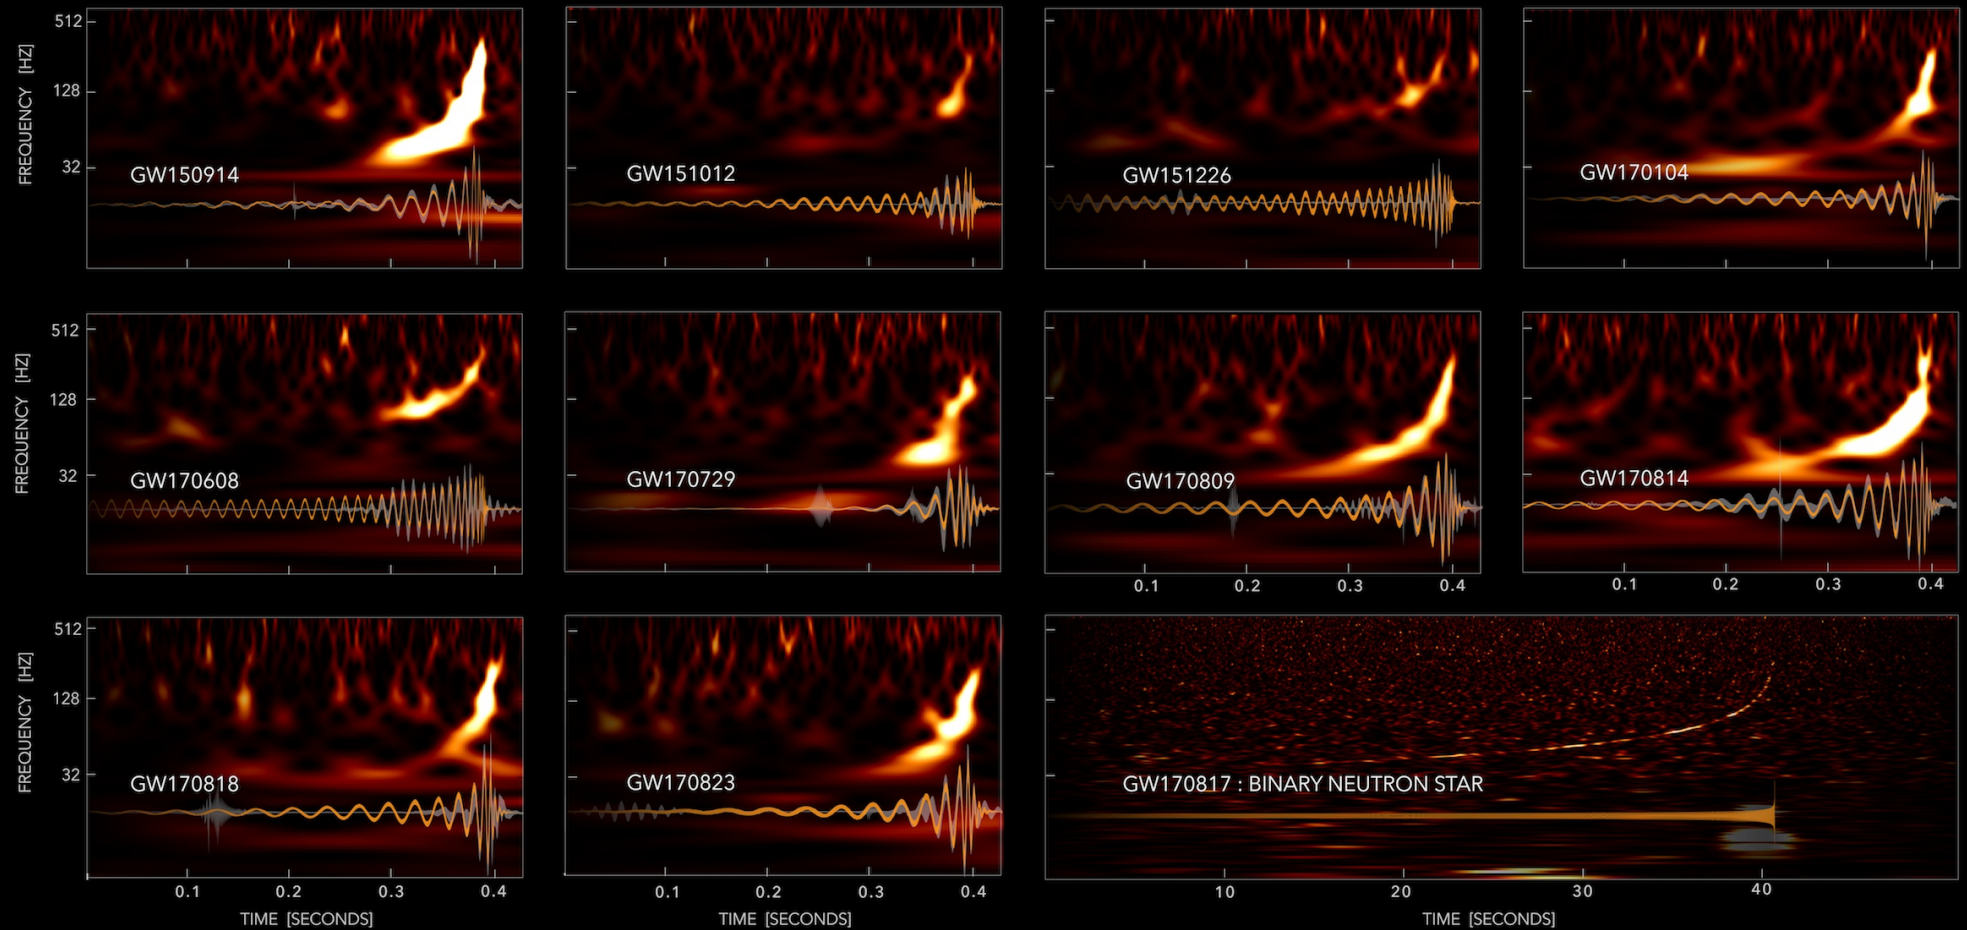 512
128
32
FREQUENCY [HZ]
GW150914
GW151012
GW151226
GW170104
512
128
32
FREQUENCY [HZ]
GW170608
GW170729
GW170809
GW170814
0.1 0.2 0.3 0.4
0.1 0.2 0.3 0.4
512
128
32
FREQUENCY [HZ]
GW170818
GW170823
GW170817 : BINARY NEUTRON STAR
0.1 0.2 0.3 0.4
0.1 0.2 0.3 0.4
10 20 30 40
TIME [SECONDS]
TIME [SECONDS]
TIME [SECONDS]